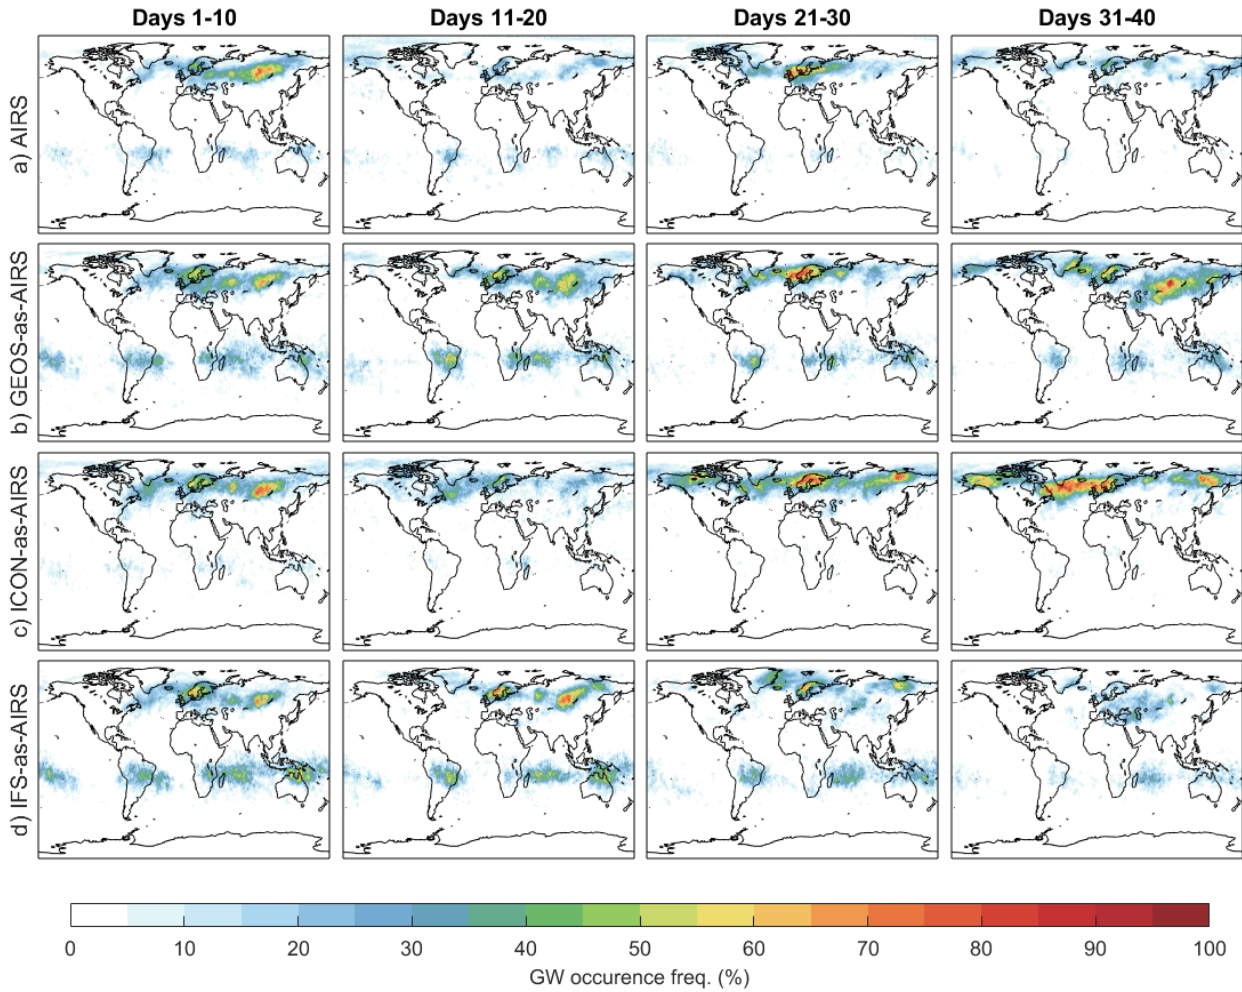 Days 1-10
Days 11-20
Days 21-30
Days 31-40
a) AIRS
b) GEOS-as-AIRS
c) ICON-as-AIRS
d) IFS-as-AIRS
0 10 20 30 40 50 60 70 80 90 100
GW occurence freq. (%)